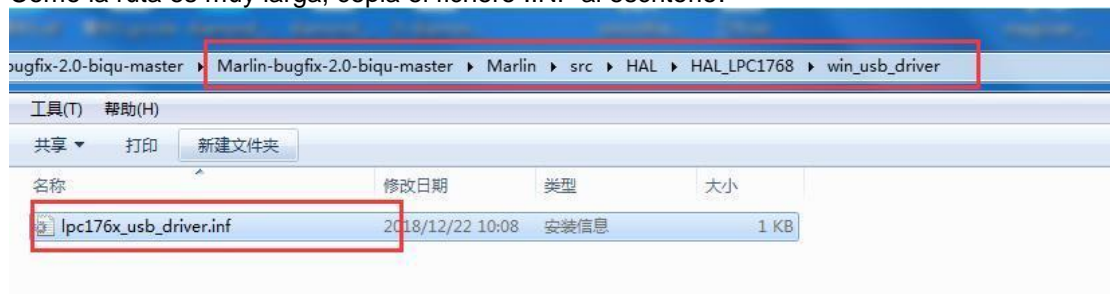 Como la ruta es muy larga, copia el fichero .INF al escritorio.
bugfix-2.0-biqu-master ▸ Marlin-bugfix-2.0-biqu-master ▸ Marlin ▸ src ▸ HAL ▸ HAL_LPC1768 ▸ win_usb_driver
工具(T) 帮助(H)
共享 ▼ 打印 新建文件夹
名称 修改日期 类型 大小
lpc176x_usb_driver.inf 2018/12/22 10:08 安装信息 1 KB